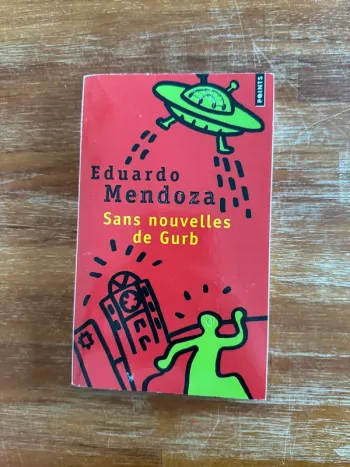 POINTS
Eduardo
Mendoza
Sans nouvelles
de Gurb